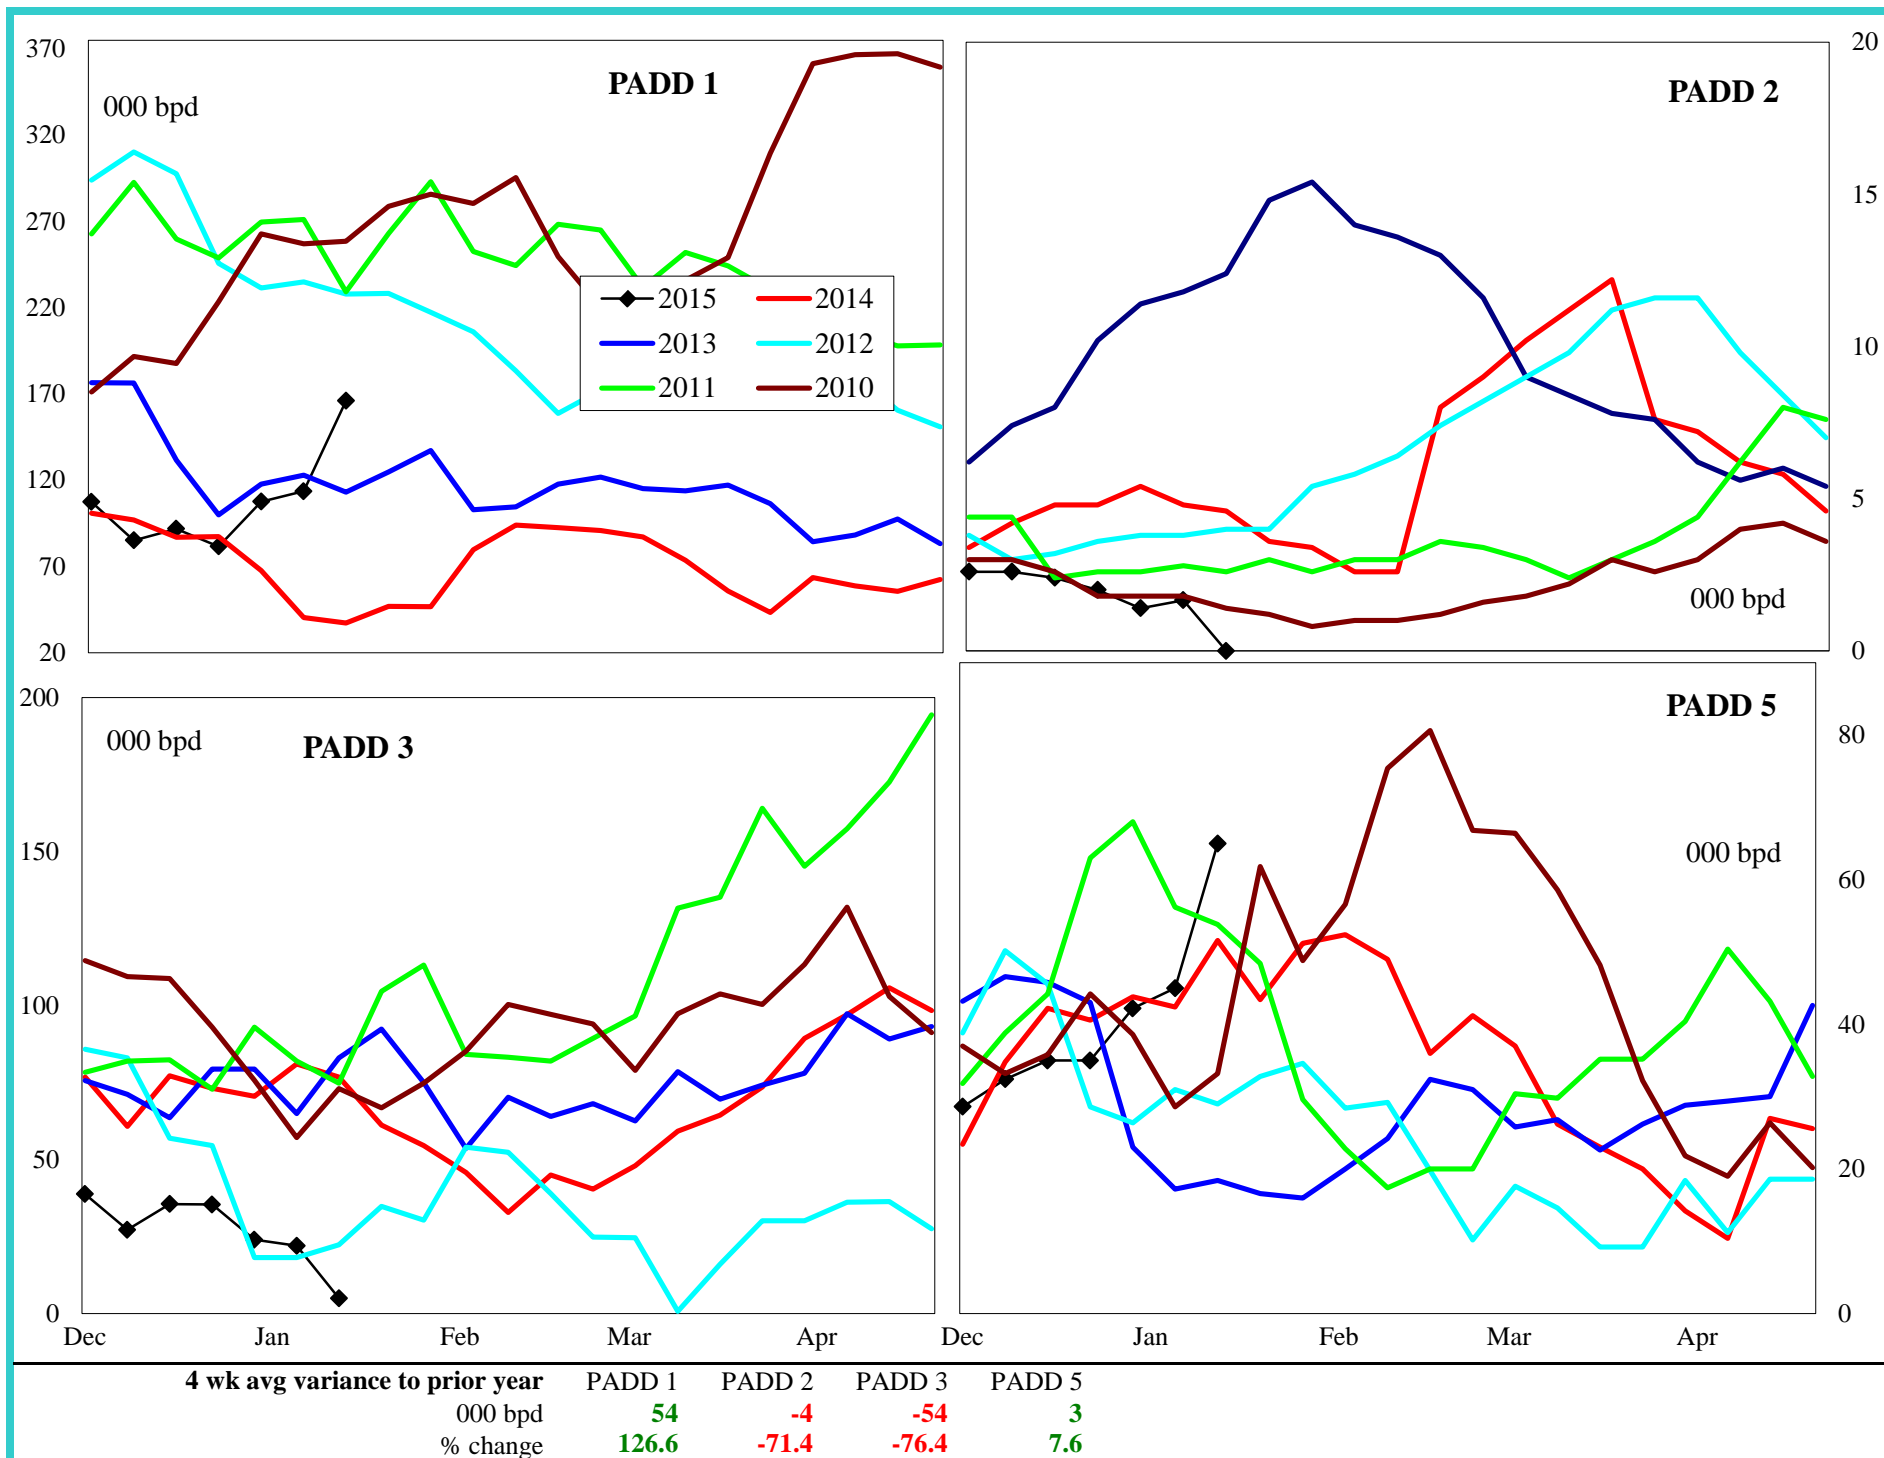 370
320
270
220
170
120
70
20
000 bpd
PADD 1
2015 2014
2013 2012
2011 2010
PADD 2
000 bpd
20
15
10
5
0
200
150
100
50
0
000 bpd
PADD 3
Dec Jan Feb Mar Apr
PADD 5
000 bpd
80
60
40
20
0
Dec Jan Feb Mar Apr
4 wk avg variance to prior year PADD 1 PADD 2 PADD 3 PADD 5
000 bpd 54 -4 -54 3
% change 126.6 -71.4 -76.4 7.6